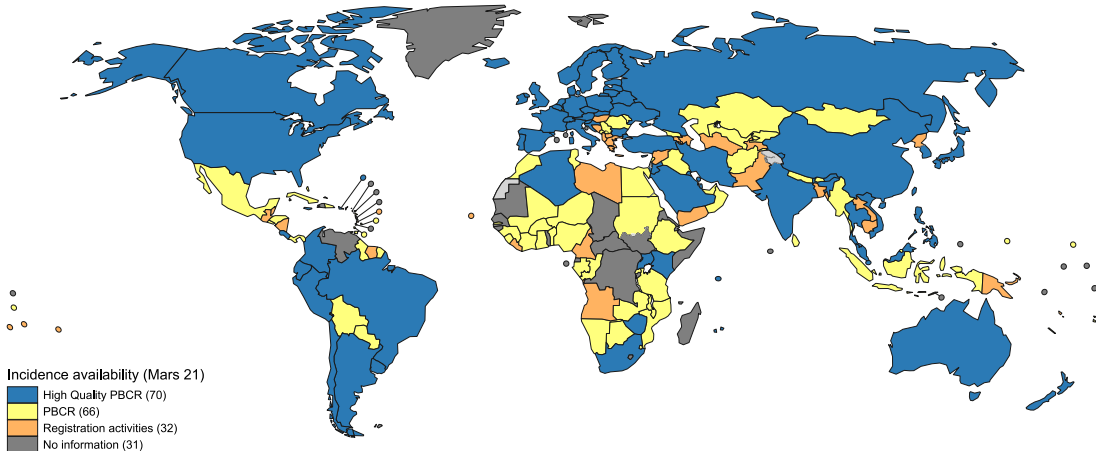 Incidence availability (Mars 21)
High Quality PBCR (70)
PBCR (66)
Registration activities (32)
No information (31)